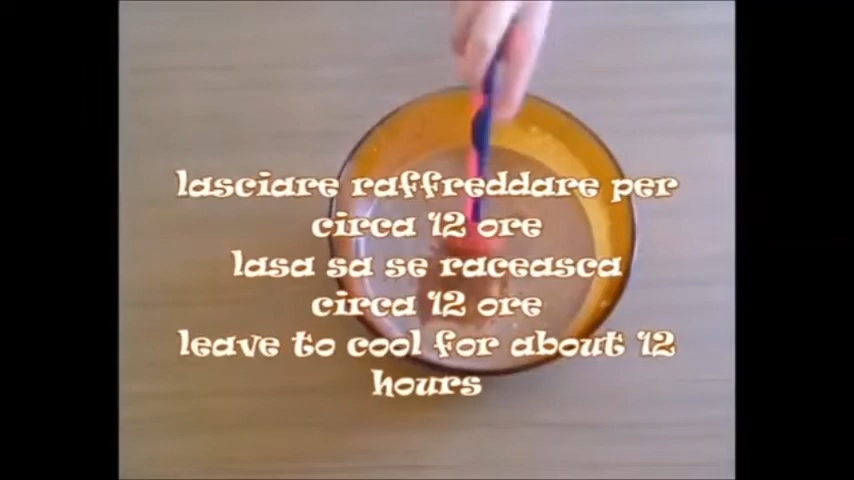 lasciare raffreddare per
circa 12 ore
lasa sa se raceasca
circa 12 ore
leave to cool for about 12
hours